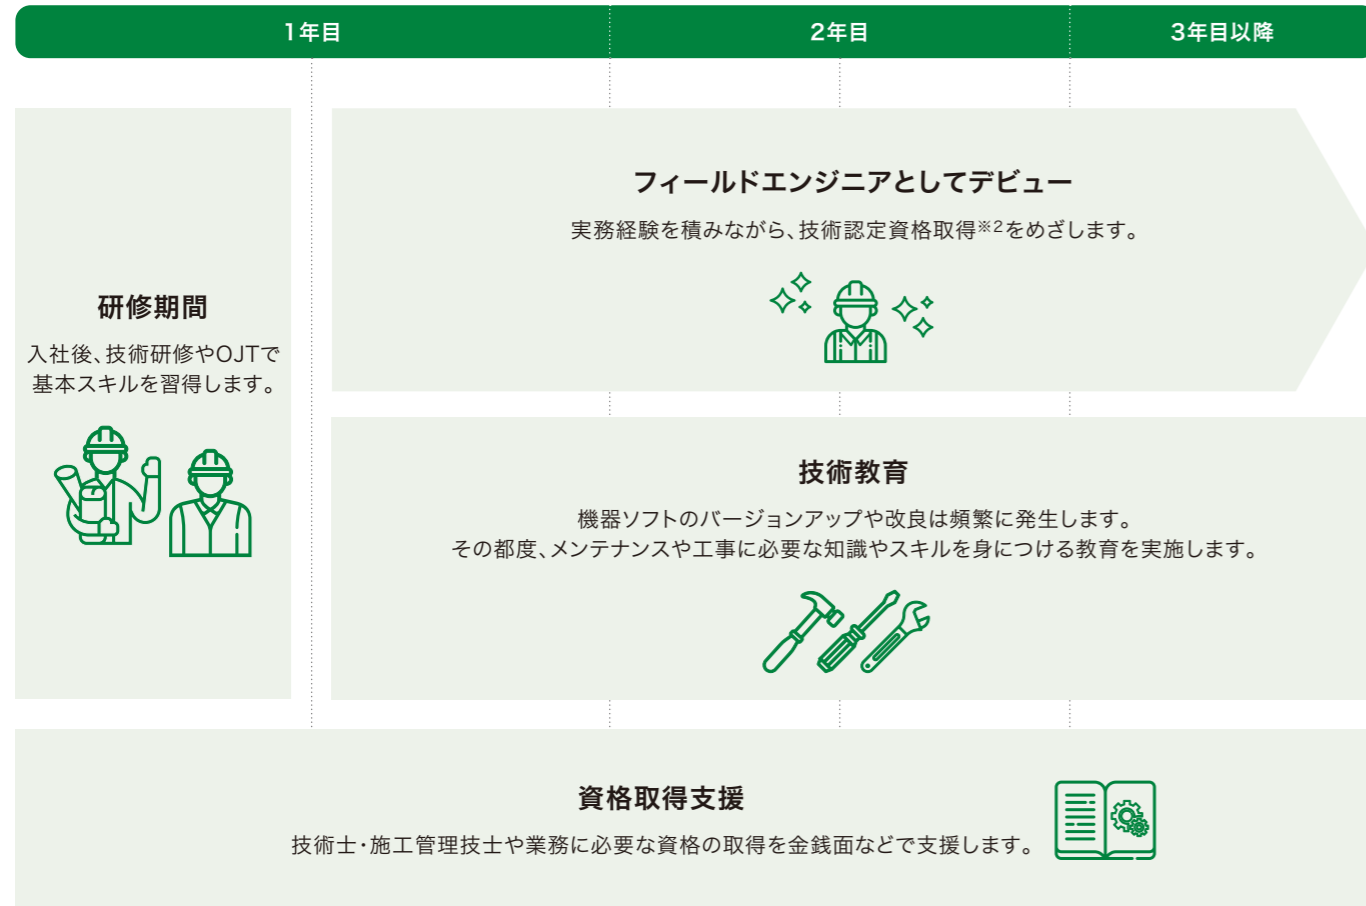 1年目
2年目
3年目以降
研修期間
入社後、技術研修やOJTで
基本スキルを習得します。
フィールドエンジニアとしてデビュー
実務経験を積みながら、技術認定資格取得※2をめざします。
技術教育
機器ソフトのバージョンアップや改良は頻繁に発生します。
その都度、メンテナンスや工事に必要な知識やスキルを身につける教育を実施します。
資格取得支援
技術士・施工管理技士や業務に必要な資格の取得を金銭面などで支援します。